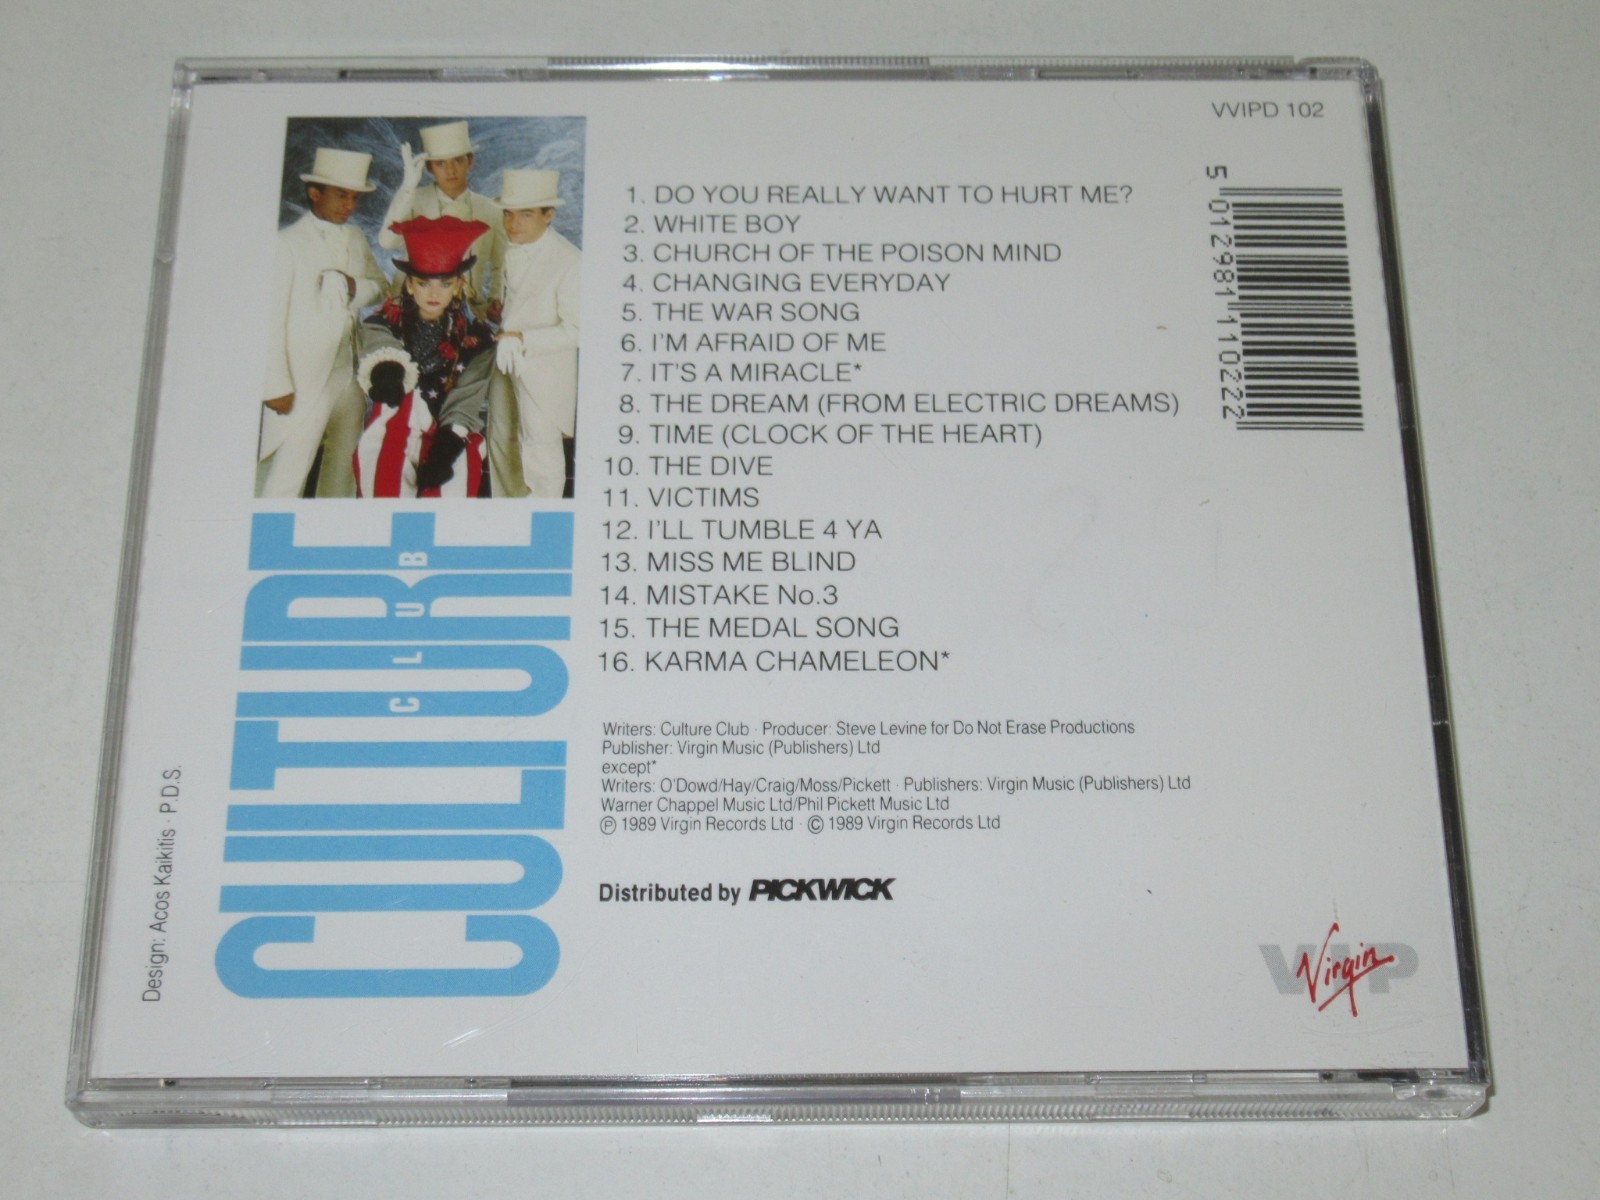 VVIPD 102
1. DO YOU REALLY WANT TO HURT ME?
2. WHITE BOY
3. CHURCH OF THE POISON MIND
4. CHANGING EVERYDAY
5. THE WAR SONG
6. I'M AFRAID OF ME
7. IT'S A MIRACLE*
8. THE DREAM (FROM ELECTRIC DREAMS)
9. TIME (CLOCK OF THE HEART)
10. THE DIVE
11. VICTIMS
12. I'LL TUMBLE 4 YA
13. MISS ME BLIND
14. MISTAKE No.3
15. THE MEDAL SONG
16. KARMA CHAMELEON*
Writers: Culture Club · Producer: Steve Levine for Do Not Erase Productions
Publisher: Virgin Music (Publishers) Ltd
except*
Writers: O'Dowd/Hay/Craig/Moss/Pickett · Publishers: Virgin Music (Publishers) Ltd
Warner Chappel Music Ltd/Phil Pickett Music Ltd
Ⓟ 1989 Virgin Records Ltd · © 1989 Virgin Records Ltd
Distributed by PICKWICK
CULTURE
CLUB
Design: Acos Kaikitis · P.D.S.
5 012981 110222
VIP
Virgin